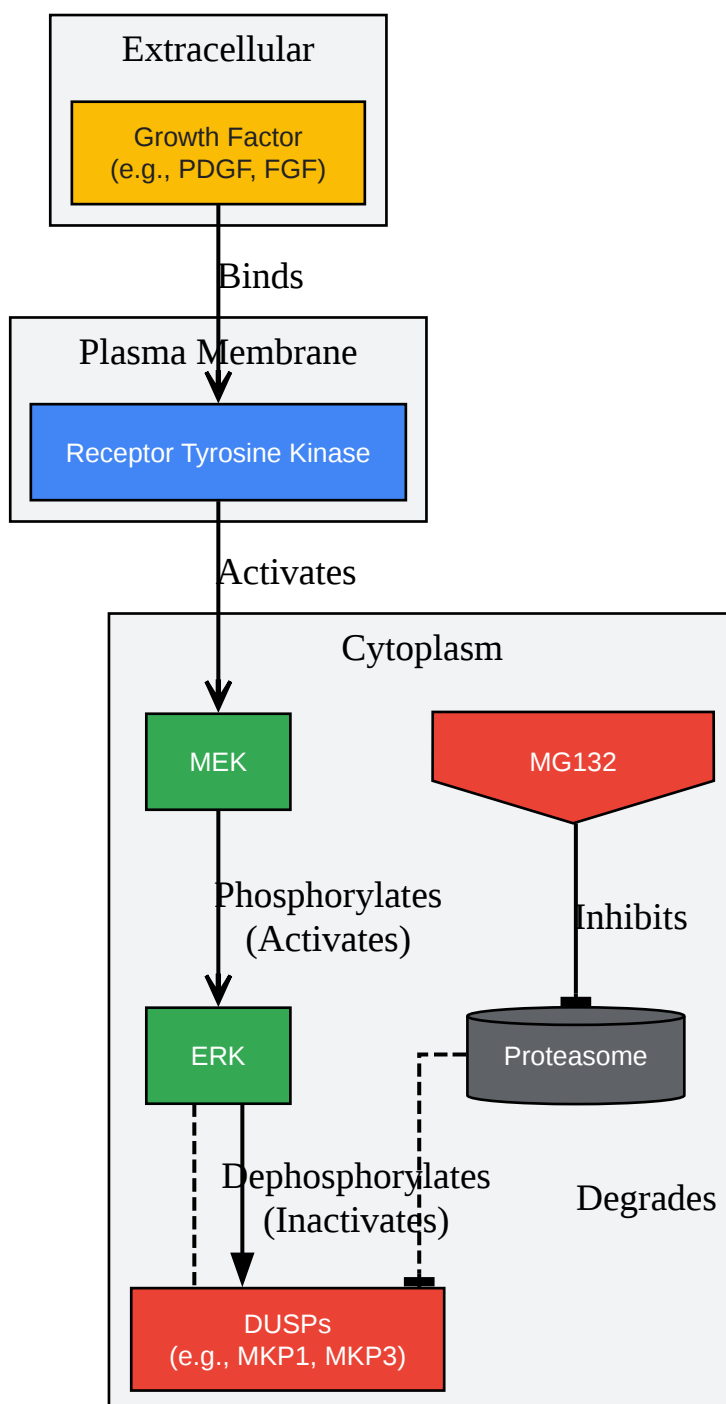 Extracellular
Growth Factor
(e.g., PDGF, FGF)
Binds
Plasma Membrane
Receptor Tyrosine Kinase
Activates
Cytoplasm
MEK
MG132
Phosphorylates
(Activates)
Inhibits
ERK
Proteasome
Dephosphorylates
(Inactivates)
Degrades
DUSPs
(e.g., MKP1, MKP3)